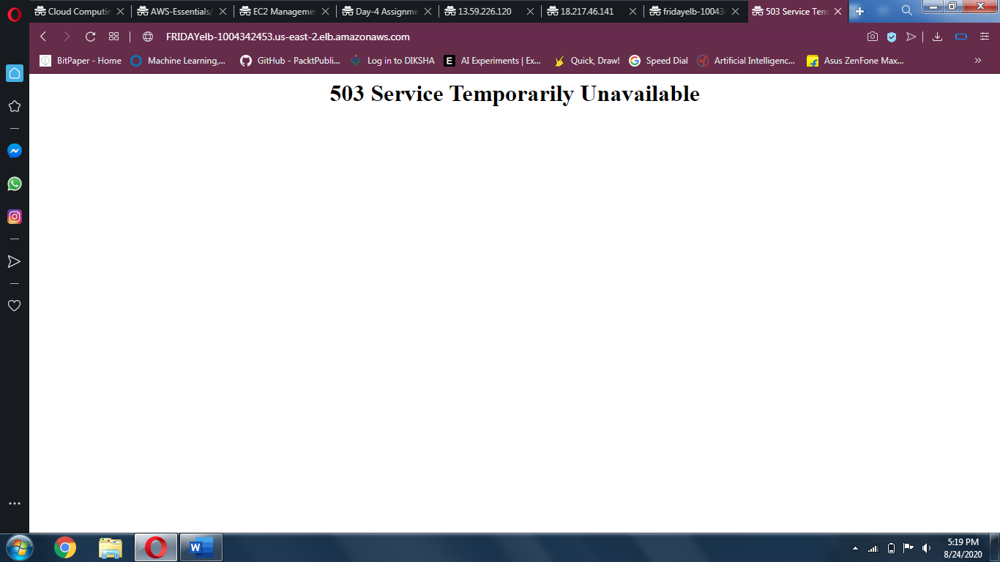 Cloud Computin
AWS-Essentials/
EC2 Managemer
Day-4 Assignme
13.59.226.120
18.217.46.141
fridayelb-10043
503 Service Tem
FRIDAYelb-1004342453.us-east-2.elb.amazonaws.com
BitPaper - Home
Machine Learning,...
GitHub - PacktPubli...
Log in to DIKSHA
E
AI Experiments | Ex...
Quick, Draw!
Speed Dial
Artificial Intelligenc...
Asus ZenFone Max...
503 Service Temporarily Unavailable
W
5:19 PM
8/24/2020